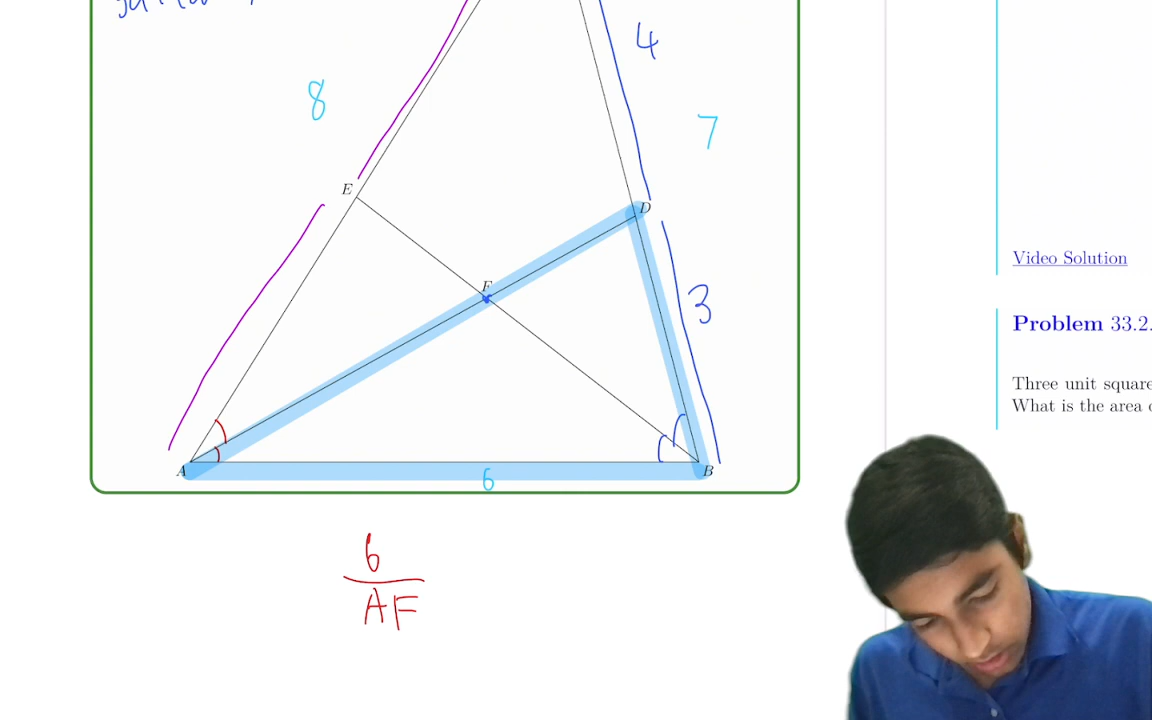 4
8
7
E
D
F
3
A
B
6
6
AF
Video Solution
Problem 33.2.
Three unit square
What is the area